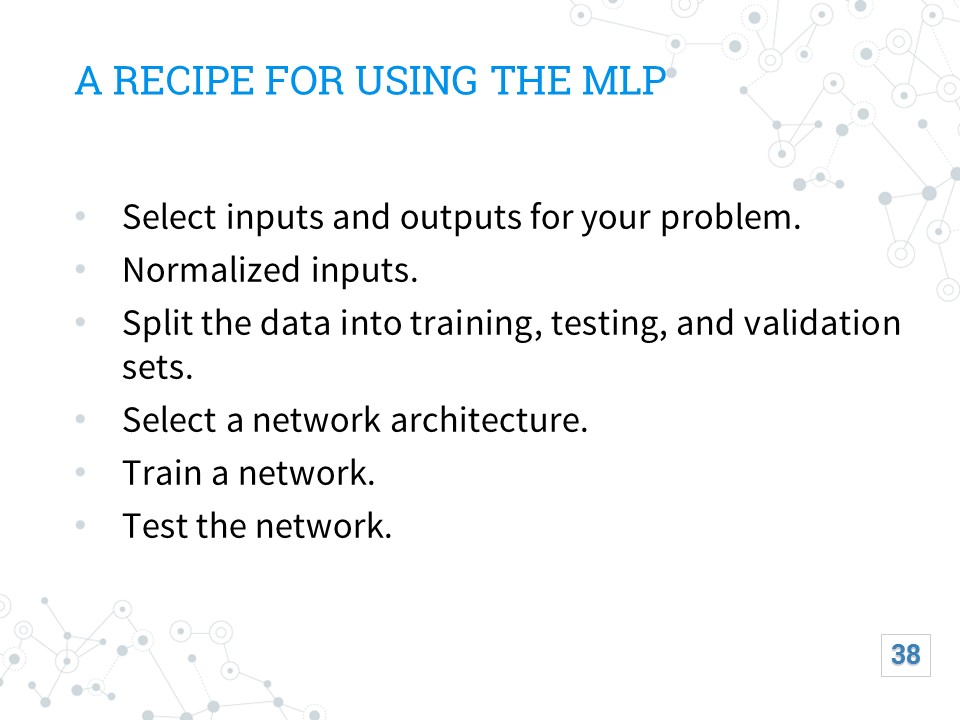 A RECIPE FOR USING THE MLP
• Select inputs and outputs for your problem.
• Normalized inputs.
• Split the data into training, testing, and validation
sets.
• Select a network architecture.
• Train a network.
• Test the network.
38